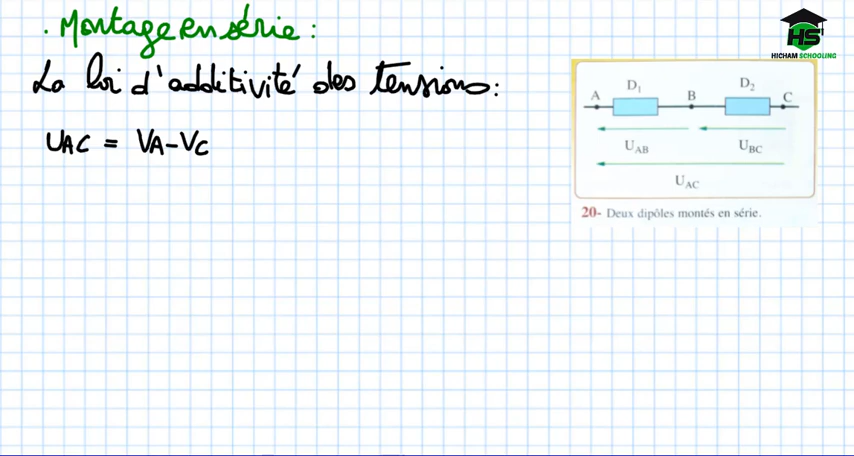 . Montage en série :
La loi d'additivité des tensions :
UAC = VA - VC
HS
HICHAM SCHOOLING
D1 D2
A B C
UAB UBC
UAC
20- Deux dipôles montés en série.